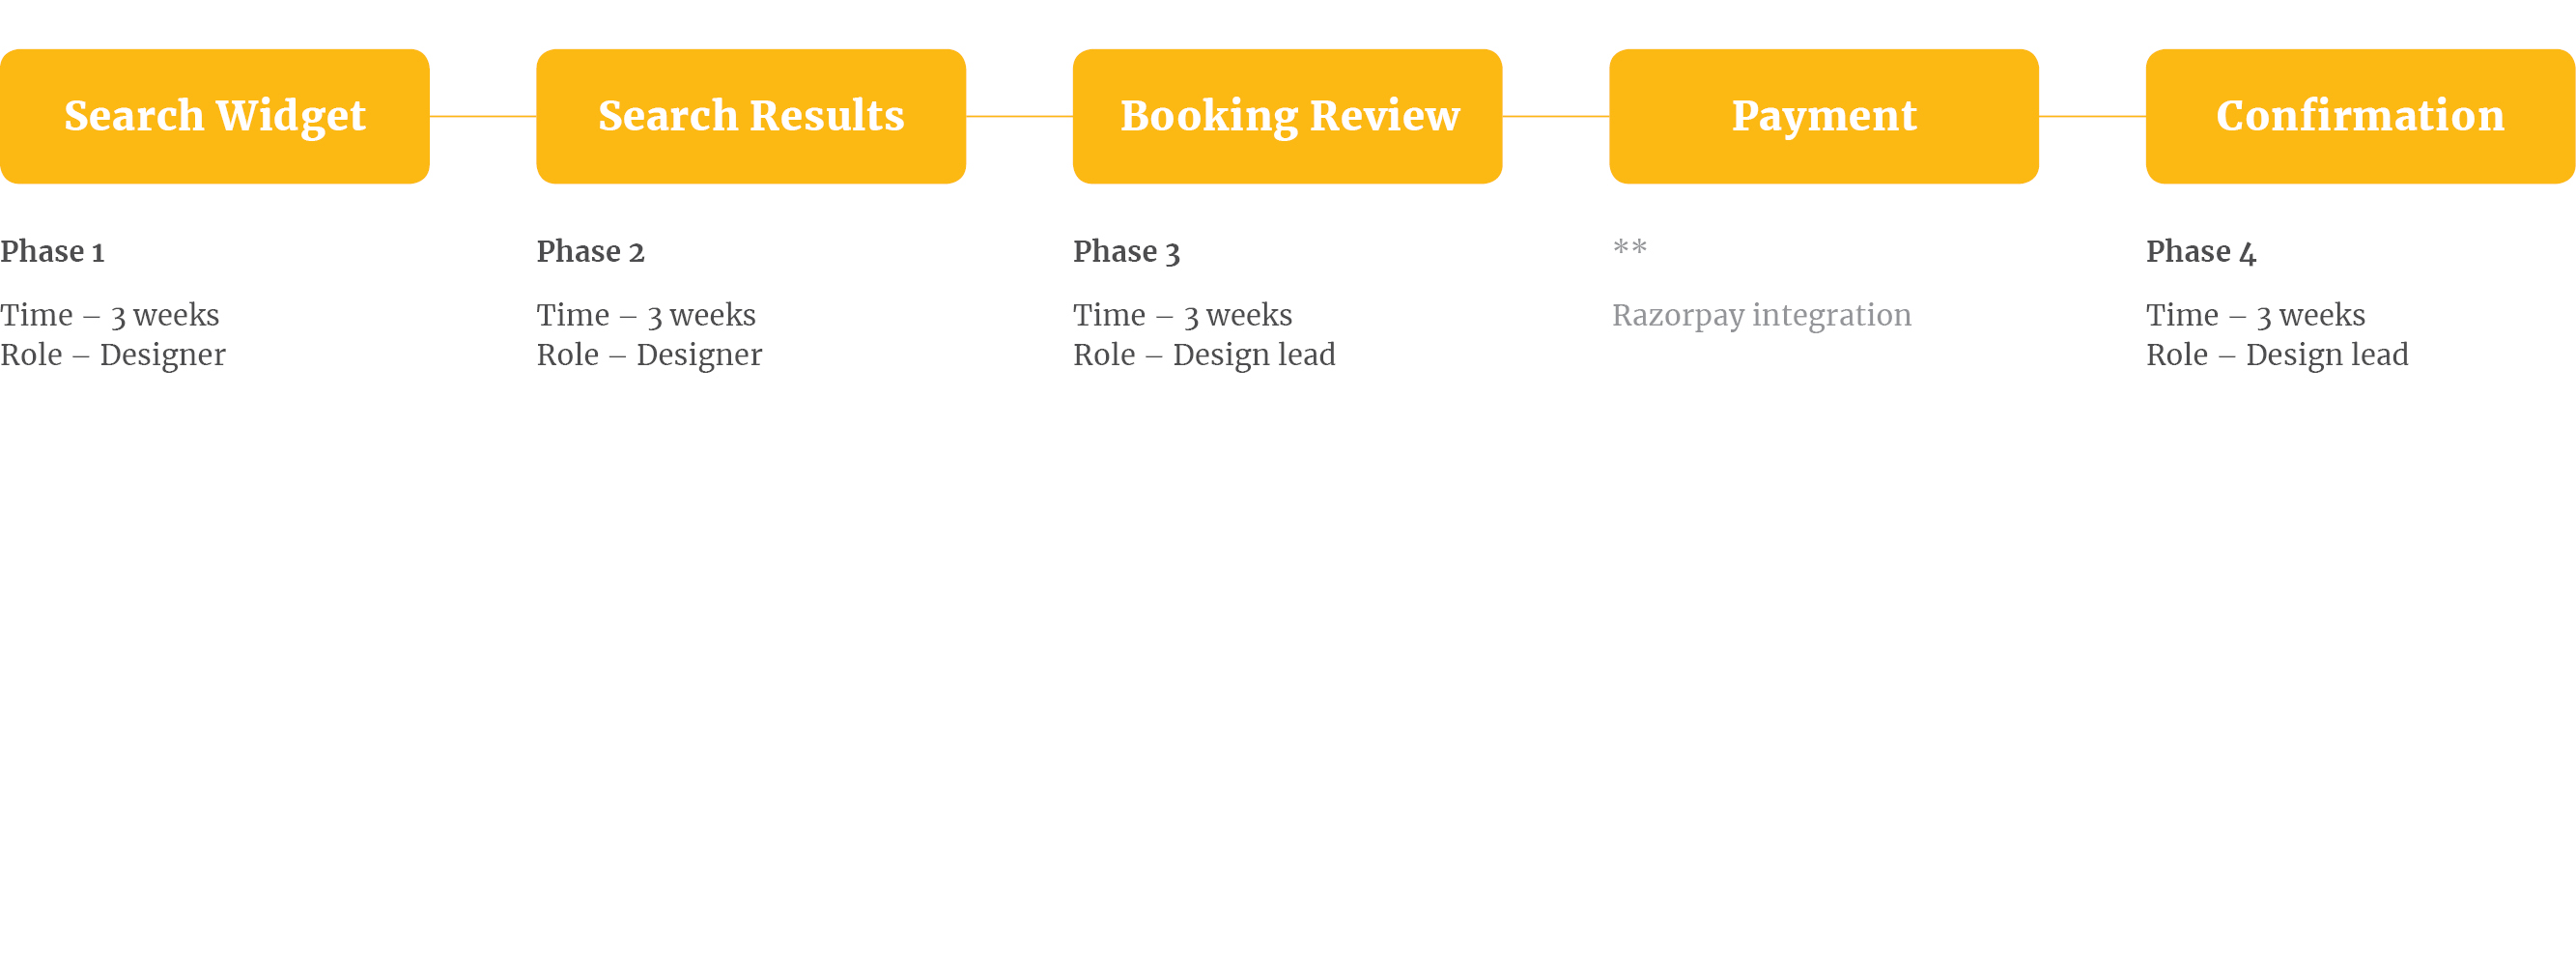 Search Widget
Search Results
Booking Review
Payment
Confirmation
Phase 1
Time – 3 weeks
Role – Designer
Phase 2
Time – 3 weeks
Role – Designer
Phase 3
Time – 3 weeks
Role – Design lead
**
Razorpay integration
Phase 4
Time – 3 weeks
Role – Design lead